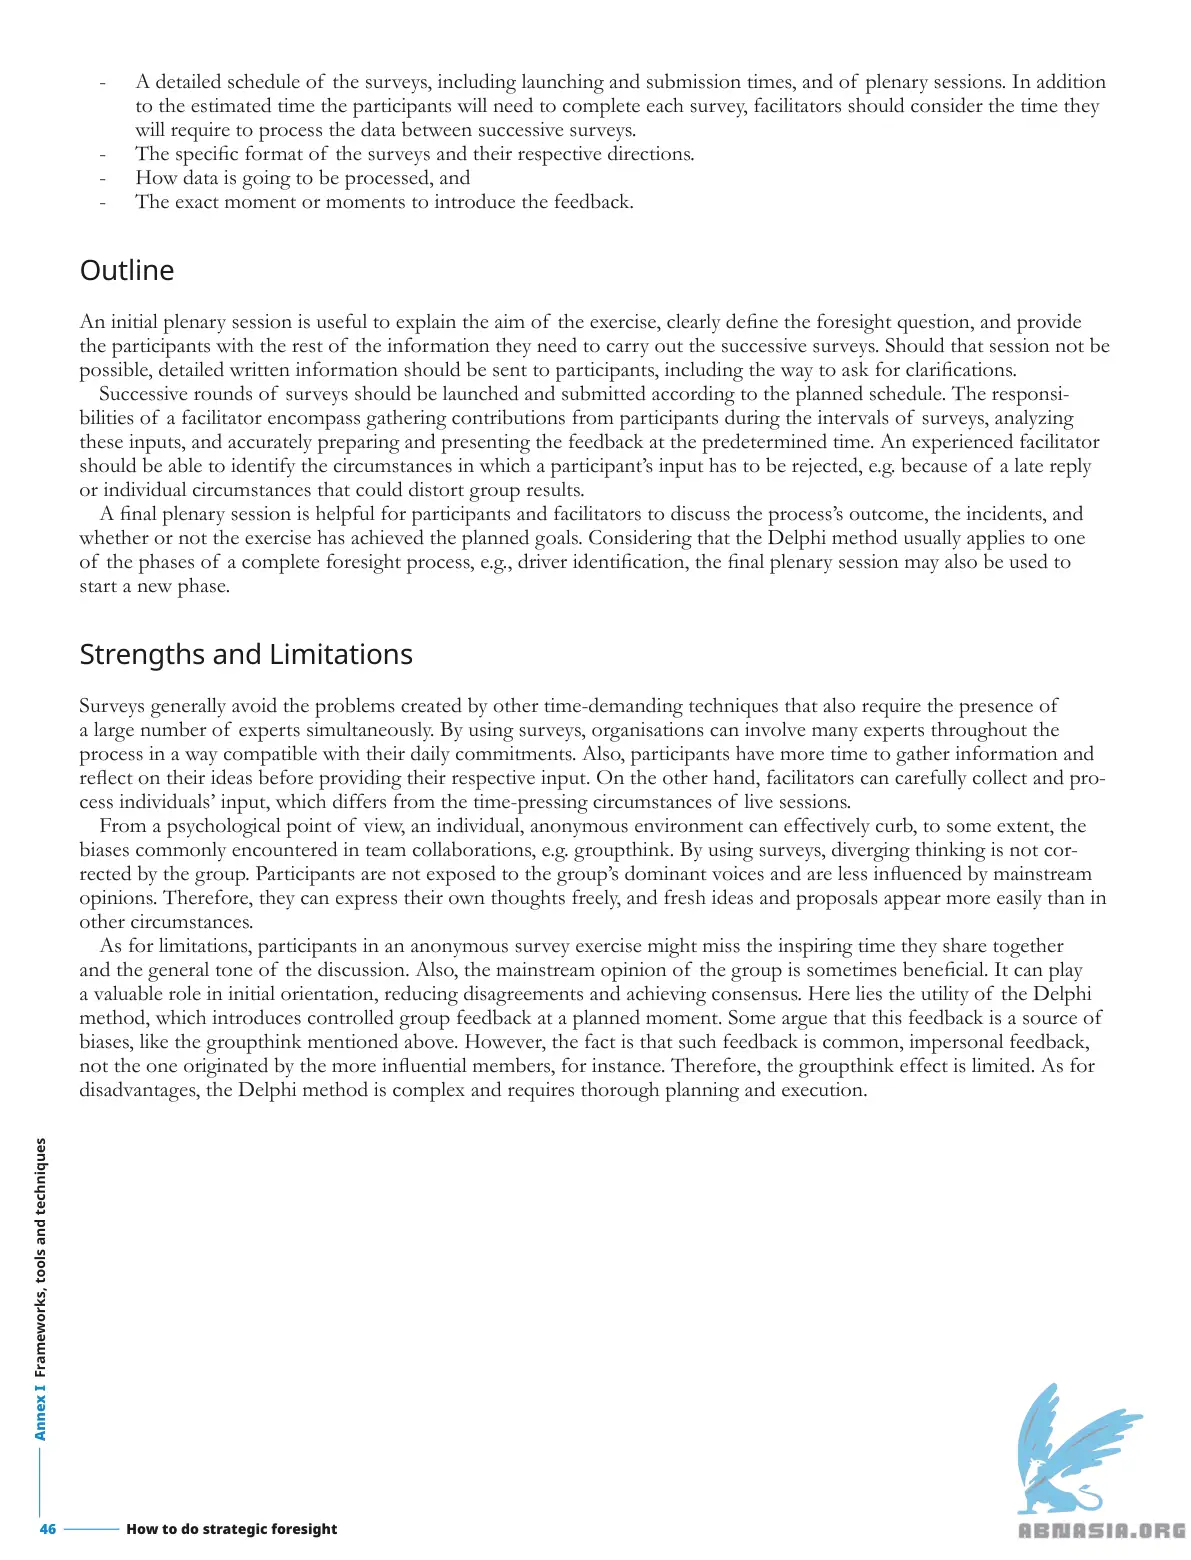 - A detailed schedule of the surveys, including launching and submission times, and of plenary sessions. In addition
to the estimated time the participants will need to complete each survey, facilitators should consider the time they
will require to process the data between successive surveys.
- The specific format of the surveys and their respective directions.
- How data is going to be processed, and
- The exact moment or moments to introduce the feedback.
Outline
An initial plenary session is useful to explain the aim of the exercise, clearly define the foresight question, and provide
the participants with the rest of the information they need to carry out the successive surveys. Should that session not be
possible, detailed written information should be sent to participants, including the way to ask for clarifications.
Successive rounds of surveys should be launched and submitted according to the planned schedule. The responsi-
bilities of a facilitator encompass gathering contributions from participants during the intervals of surveys, analyzing
these inputs, and accurately preparing and presenting the feedback at the predetermined time. An experienced facilitator
should be able to identify the circumstances in which a participant’s input has to be rejected, e.g. because of a late reply
or individual circumstances that could distort group results.
A final plenary session is helpful for participants and facilitators to discuss the process’s outcome, the incidents, and
whether or not the exercise has achieved the planned goals. Considering that the Delphi method usually applies to one
of the phases of a complete foresight process, e.g., driver identification, the final plenary session may also be used to
start a new phase.
Strengths and Limitations
Surveys generally avoid the problems created by other time-demanding techniques that also require the presence of
a large number of experts simultaneously. By using surveys, organisations can involve many experts throughout the
process in a way compatible with their daily commitments. Also, participants have more time to gather information and
reflect on their ideas before providing their respective input. On the other hand, facilitators can carefully collect and pro-
cess individuals’ input, which differs from the time-pressing circumstances of live sessions.
From a psychological point of view, an individual, anonymous environment can effectively curb, to some extent, the
biases commonly encountered in team collaborations, e.g. groupthink. By using surveys, diverging thinking is not cor-
rected by the group. Participants are not exposed to the group’s dominant voices and are less influenced by mainstream
opinions. Therefore, they can express their own thoughts freely, and fresh ideas and proposals appear more easily than in
other circumstances.
As for limitations, participants in an anonymous survey exercise might miss the inspiring time they share together
and the general tone of the discussion. Also, the mainstream opinion of the group is sometimes beneficial. It can play
a valuable role in initial orientation, reducing disagreements and achieving consensus. Here lies the utility of the Delphi
method, which introduces controlled group feedback at a planned moment. Some argue that this feedback is a source of
biases, like the groupthink mentioned above. However, the fact is that such feedback is common, impersonal feedback,
not the one originated by the more influential members, for instance. Therefore, the groupthink effect is limited. As for
disadvantages, the Delphi method is complex and requires thorough planning and execution.
Annex I Frameworks, tools and techniques
46 How to do strategic foresight
ABNASIA.ORG